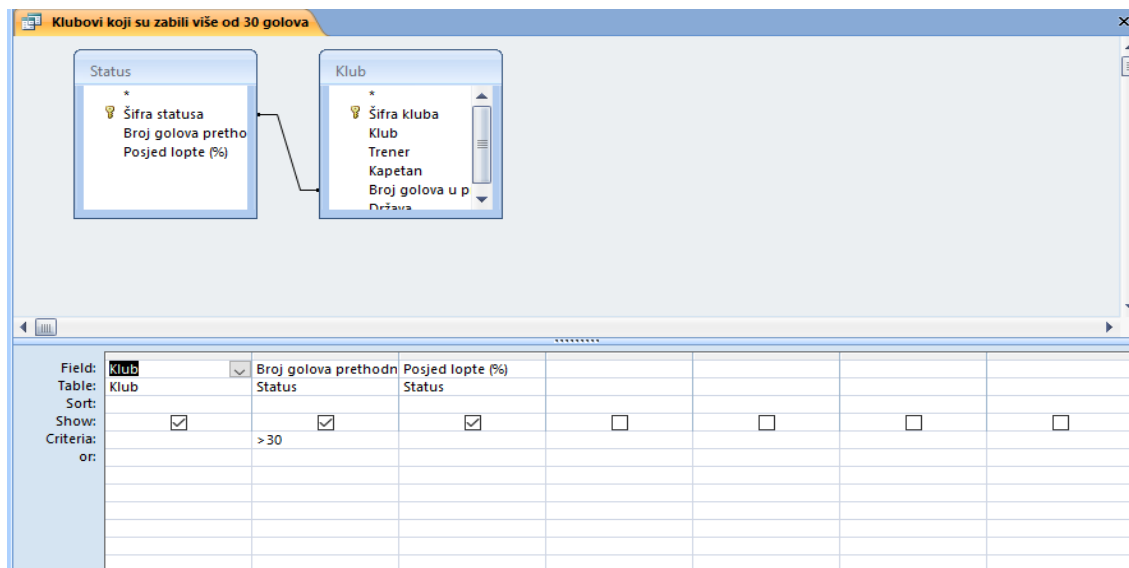 Klubovi koji su zabili više od 30 golova
Status
*
Šifra statusa
Broj golova pretho
Posjed lopte (%)
Klub
*
Šifra kluba
Klub
Trener
Kapetan
Broj golova u p
Država
Field: Klub Broj golova prethodn Posjed lopte (%)
Table: Klub Status Status
Sort:
Show:
Criteria: >30
or: